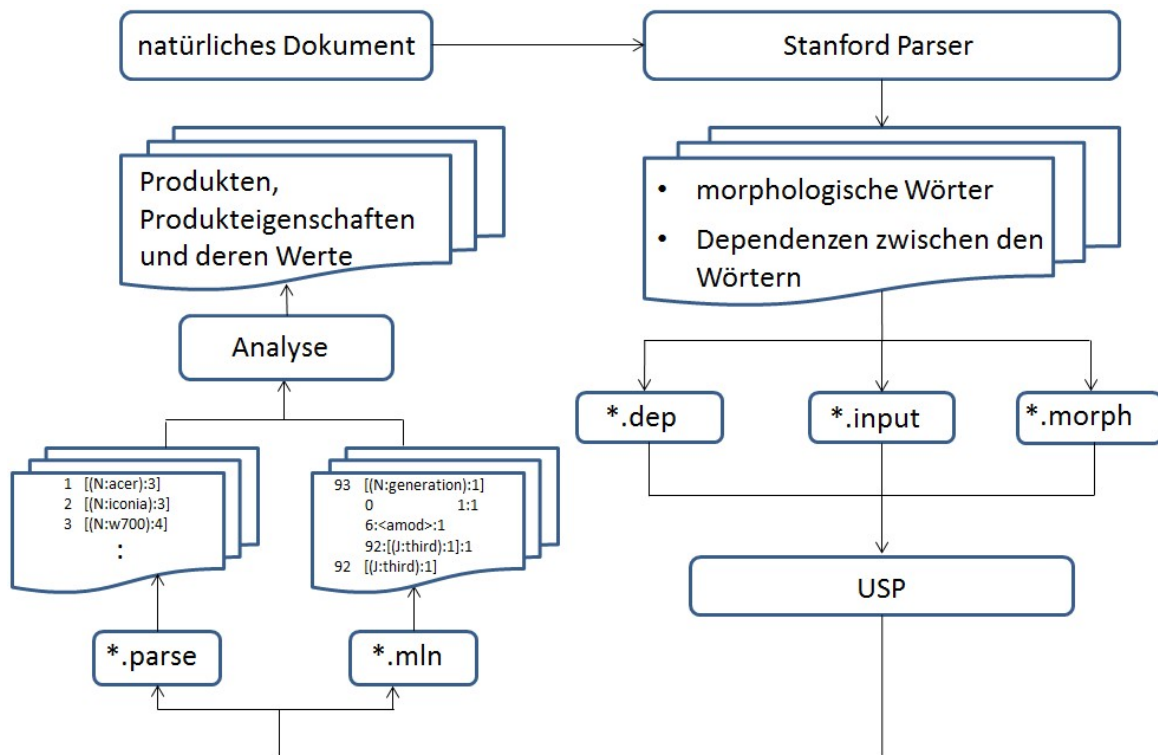 natürliches Dokument
Stanford Parser
Produkten,
Produkteigenschaften
und deren Werte
• morphologische Wörter
• Dependenzen zwischen den
Wörtern
Analyse
*.dep
*.input
*.morph
1 [(N:acer):3]
2 [(N:iconia):3]
3 [(N:w700):4]
:
93 [(N:generation):1]
0 1:1
6:<amod>:1
92:[(J:third):1]:1
92 [(J:third):1]
USP
*.parse
*.mln